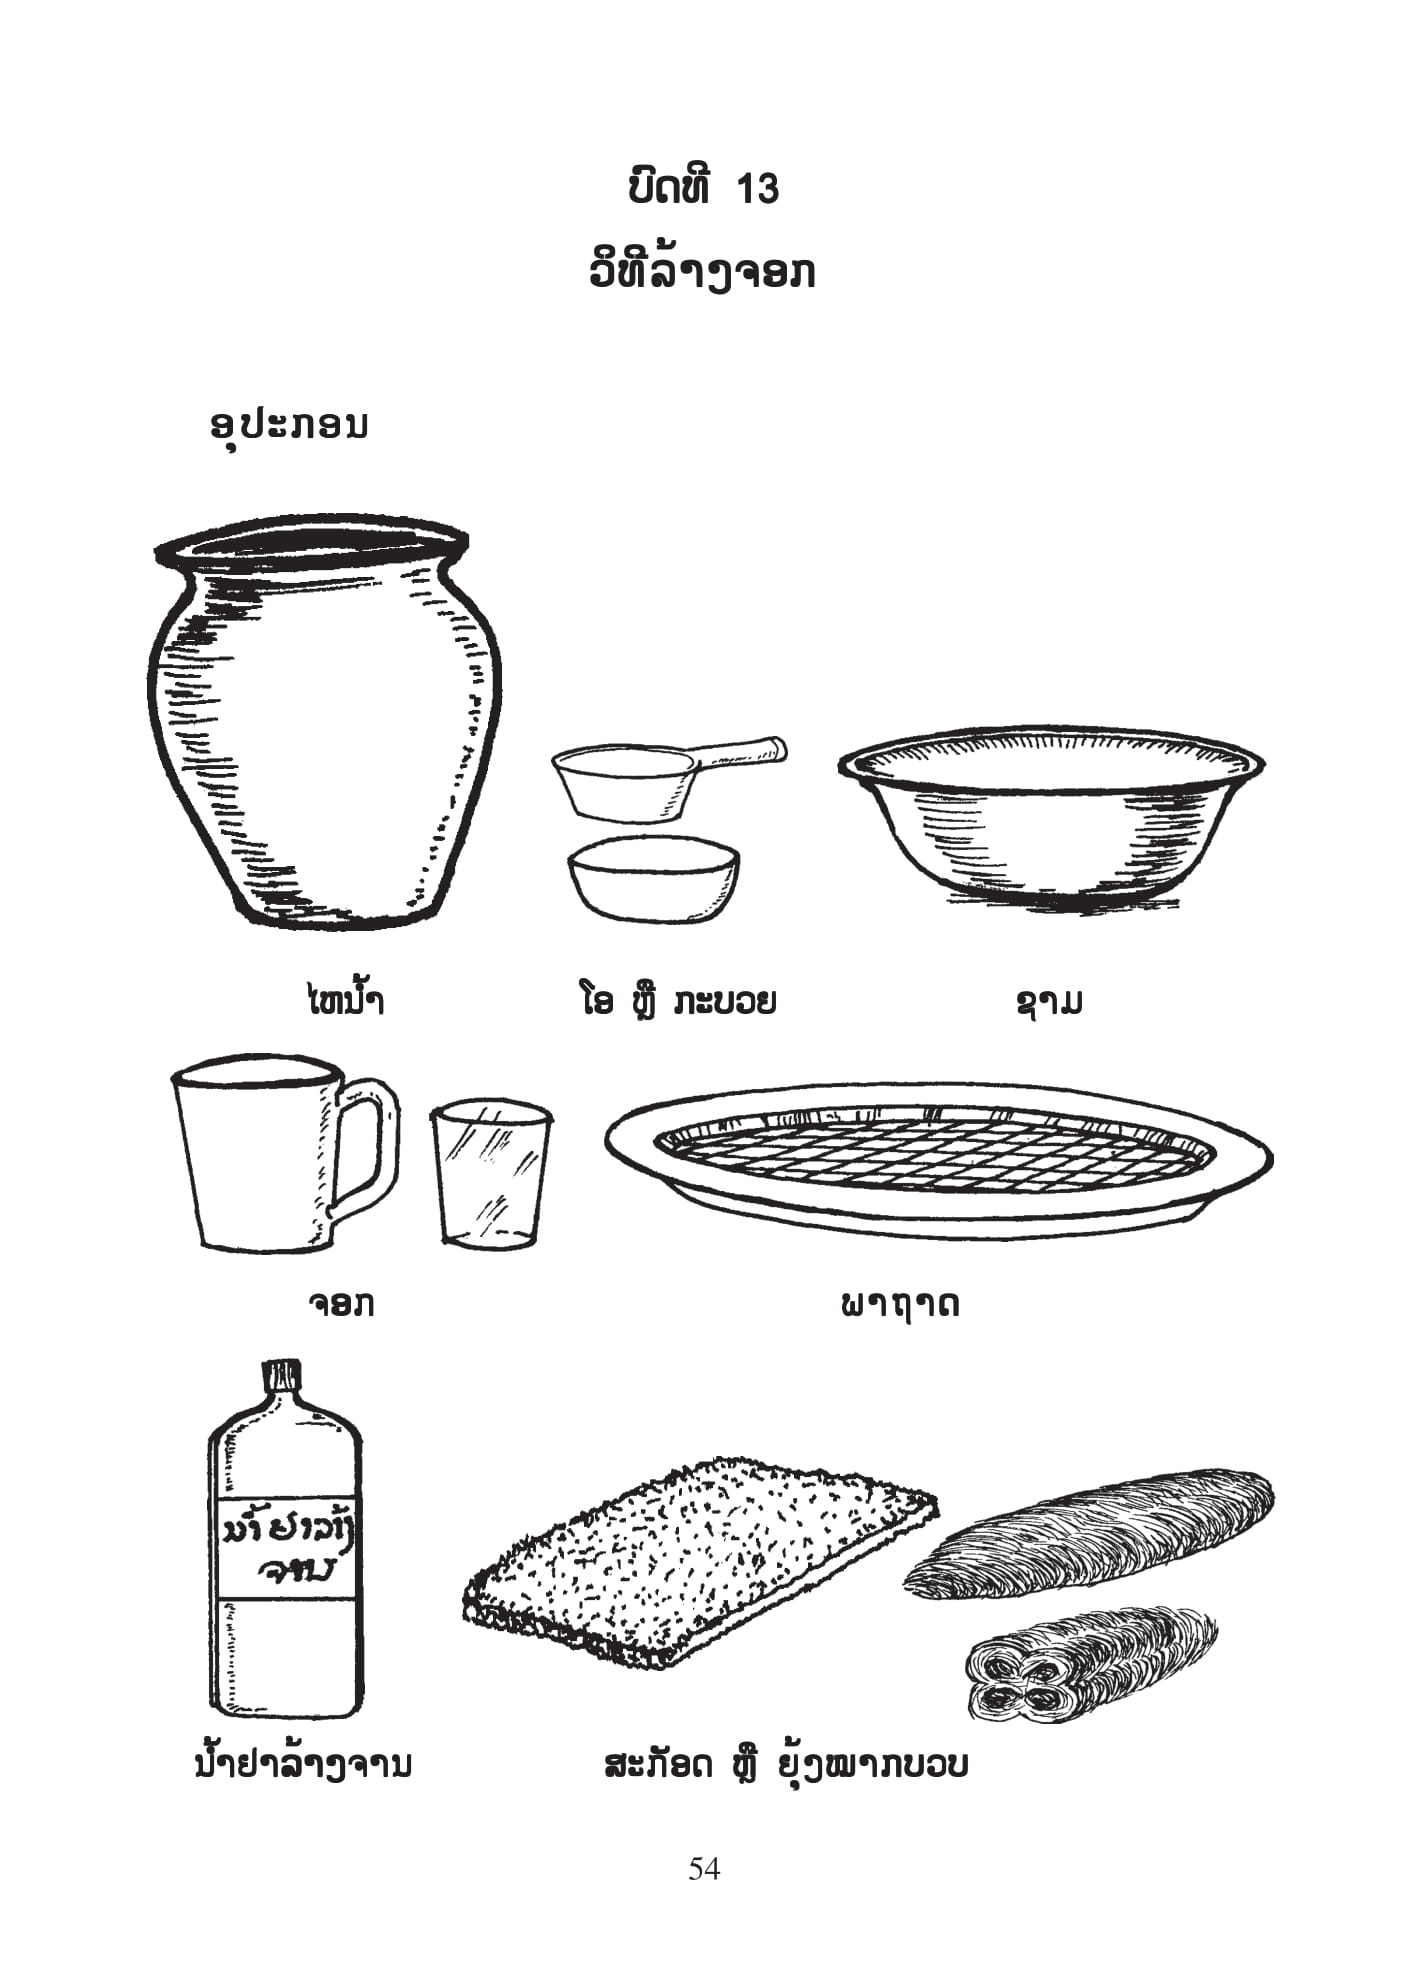 ບົດທີ 13
ວິທີລ້າງຈອກ
ອຸປະກອນ
ໄຫນ້ຳ
ໂອ ຫຼື ກະບວຍ
ຊາມ
ຈອກ
ພາຖາດ
ນ້ຳຢາລ້າງ
ຈານ
ນ້ຳຢາລ້າງຈານ
ສະກັອດ ຫຼື ຍຸ້ງໝາກບວບ
54